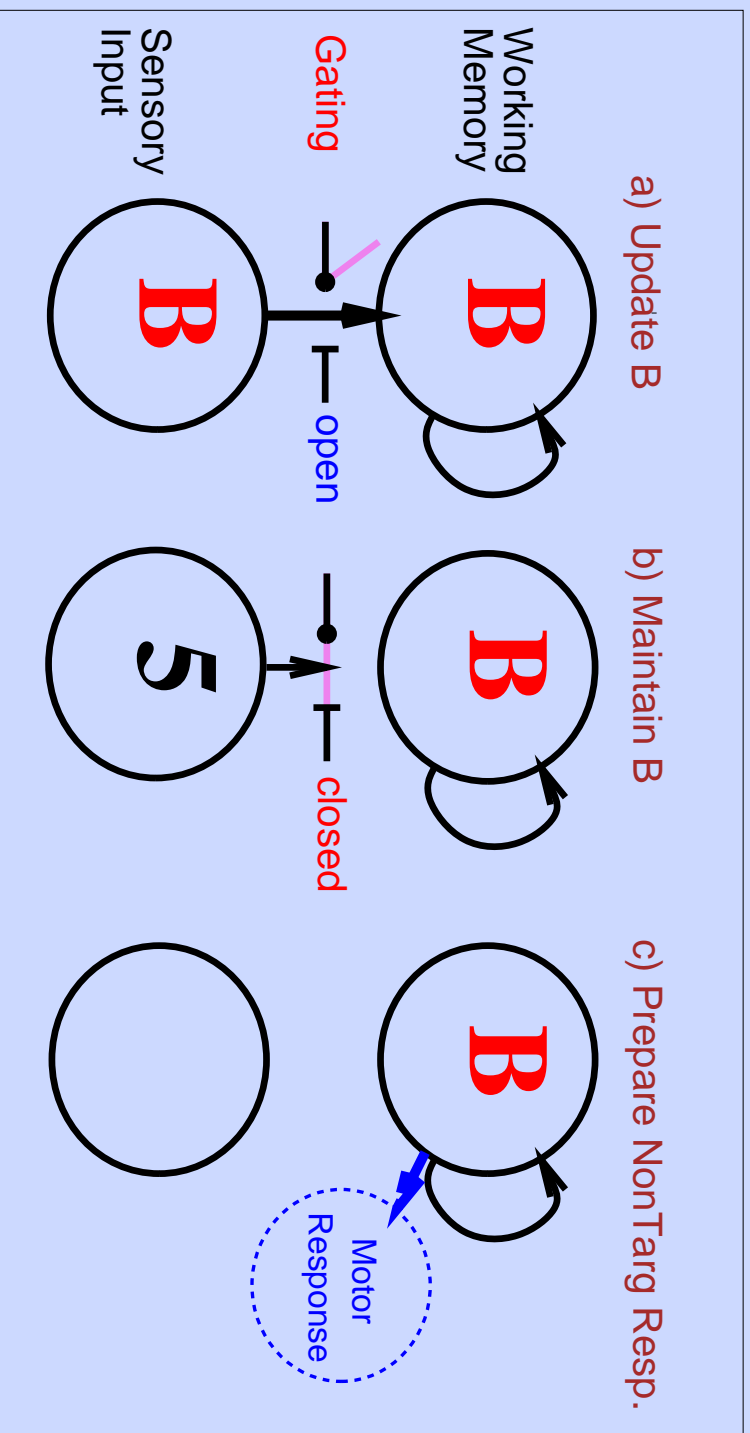 a) Update B
b) Maintain B
c) Prepare NonTarg Resp.
Working
Memory
B
B
B
Gating
open
closed
Motor
Response
Sensory
Input
B
5